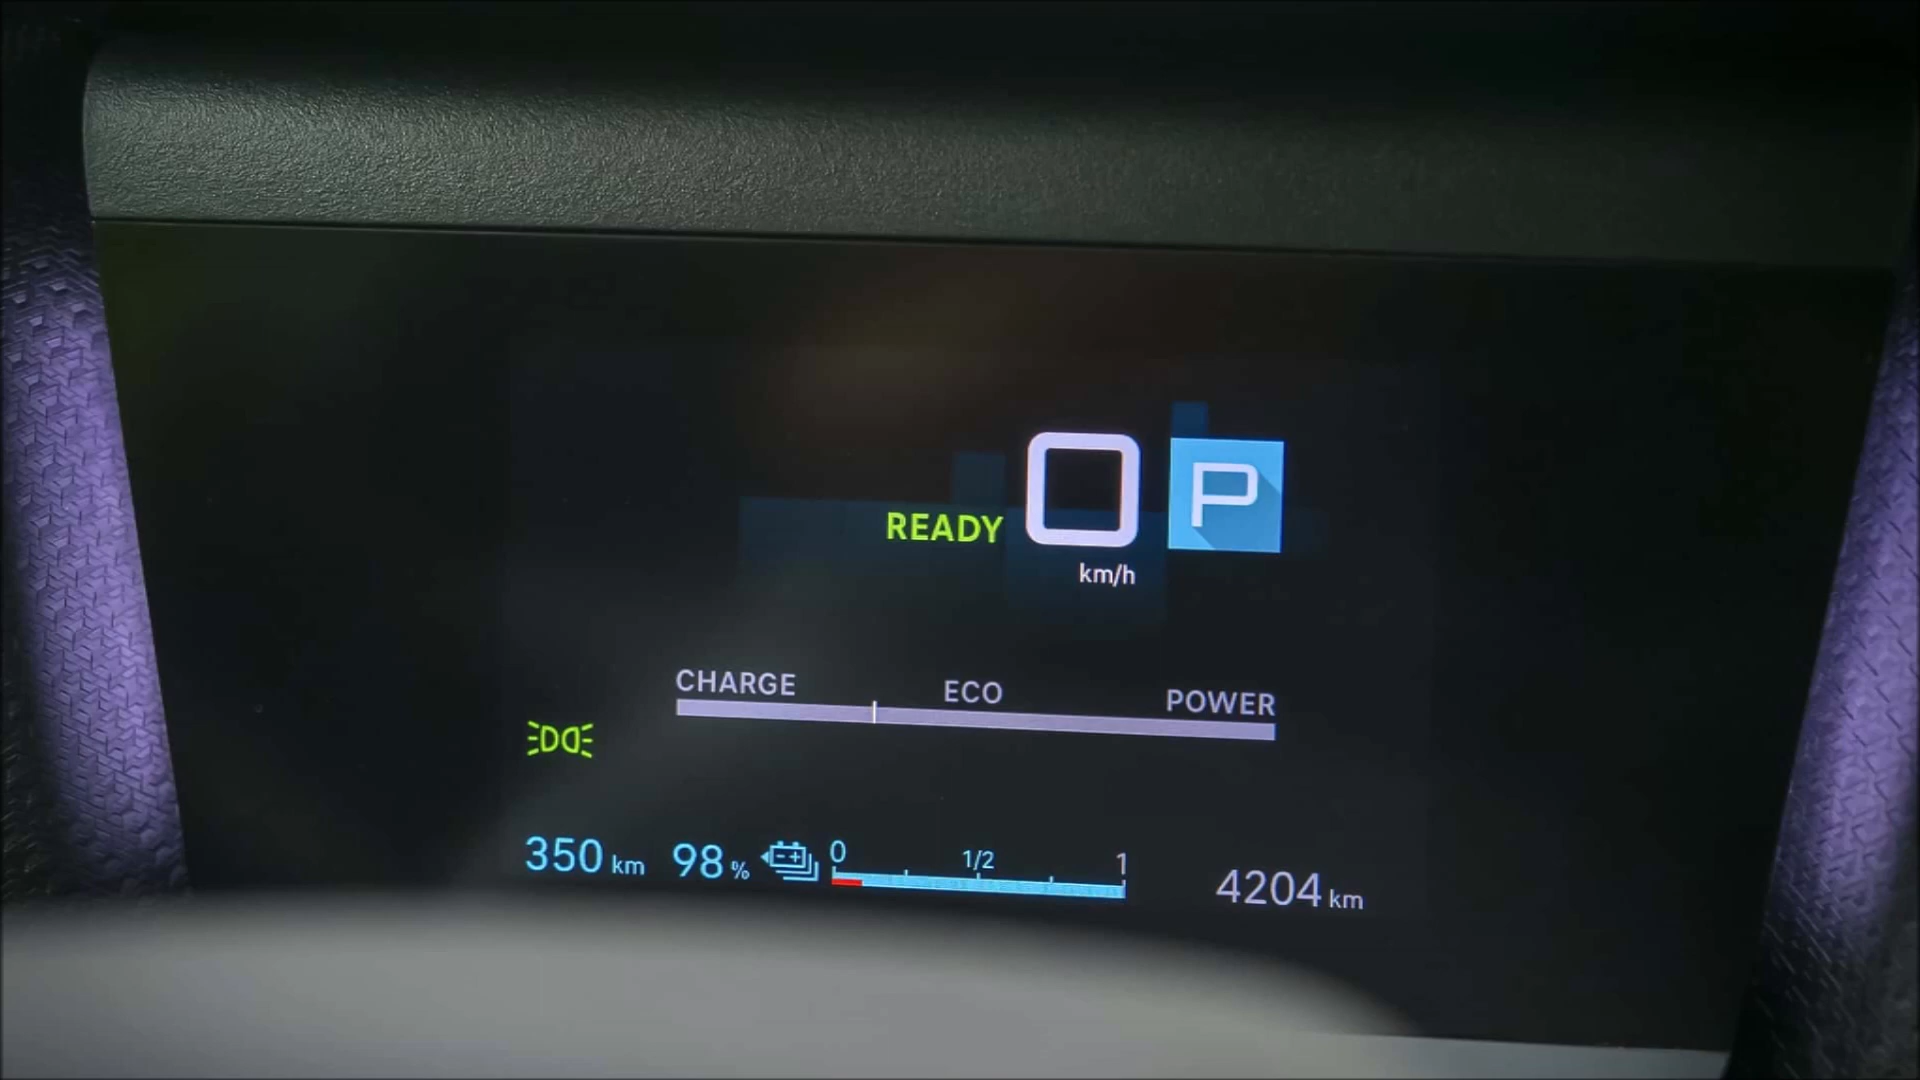 READY 0 P
km/h
CHARGE ECO POWER
350 km 98 % 0 1/2 1 4204 km